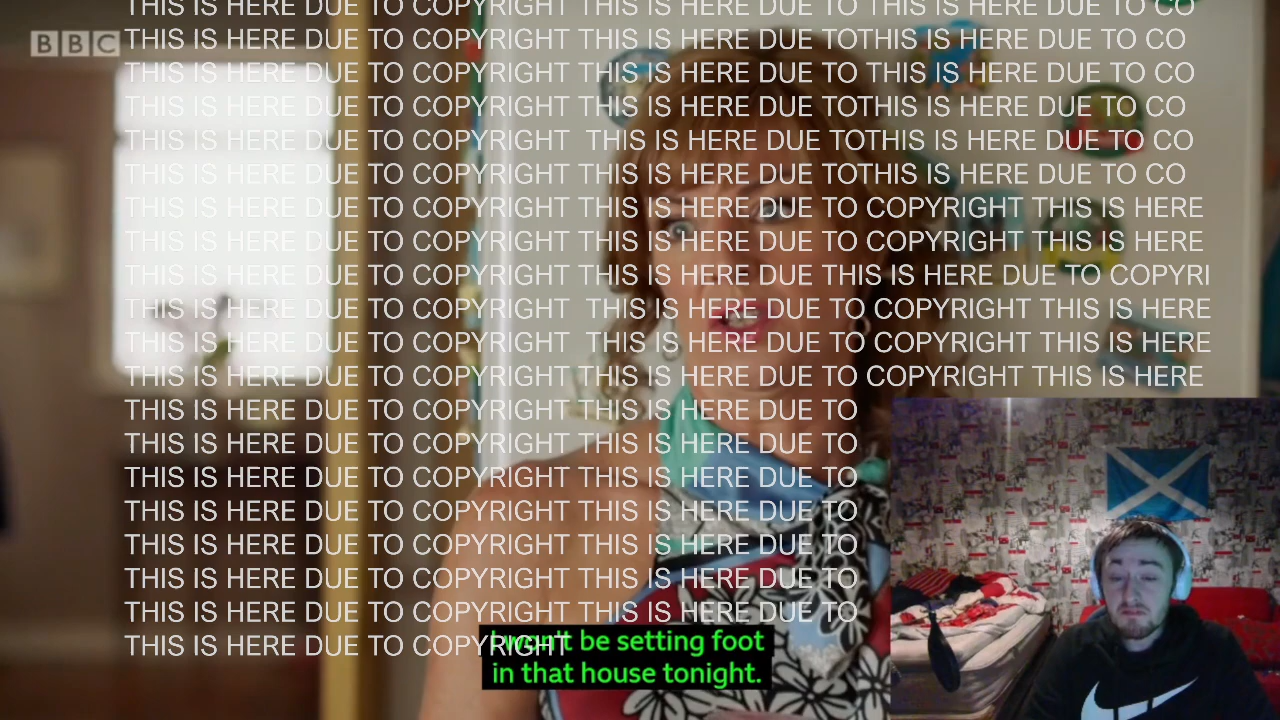 THIS IS HERE DUE TO COPYRIGHT THIS IS HERE DUE TO THIS IS HERE DUE TO CO
BBC
THIS IS HERE DUE TO COPYRIGHT THIS IS HERE DUE TOTHIS IS HERE DUE TO CO
THIS IS HERE DUE TO COPYRIGHT THIS IS HERE DUE TO THIS IS HERE DUE TO CO
THIS IS HERE DUE TO COPYRIGHT THIS IS HERE DUE TOTHIS IS HERE DUE TO CO
THIS IS HERE DUE TO COPYRIGHT THIS IS HERE DUE TOTHIS IS HERE DUE TO CO
THIS IS HERE DUE TO COPYRIGHT THIS IS HERE DUE TOTHIS IS HERE DUE TO CO
THIS IS HERE DUE TO COPYRIGHT THIS IS HERE DUE TO COPYRIGHT THIS IS HERE
THIS IS HERE DUE TO COPYRIGHT THIS IS HERE DUE TO COPYRIGHT THIS IS HERE
THIS IS HERE DUE TO COPYRIGHT THIS IS HERE DUE THIS IS HERE DUE TO COPYRI
THIS IS HERE DUE TO COPYRIGHT THIS IS HERE DUE TO COPYRIGHT THIS IS HERE
THIS IS HERE DUE TO COPYRIGHT THIS IS HERE DUE TO COPYRIGHT THIS IS HERE
THIS IS HERE DUE TO COPYRIGHT THIS IS HERE DUE TO COPYRIGHT THIS IS HERE
THIS IS HERE DUE TO COPYRIGHT THIS IS HERE DUE TO
THIS IS HERE DUE TO COPYRIGHT THIS IS HERE DUE TO
THIS IS HERE DUE TO COPYRIGHT THIS IS HERE DUE TO
THIS IS HERE DUE TO COPYRIGHT THIS IS HERE DUE TO
THIS IS HERE DUE TO COPYRIGHT THIS IS HERE DUE TO
THIS IS HERE DUE TO COPYRIGHT THIS IS HERE DUE TO
THIS IS HERE DUE TO COPYRIGHT THIS IS HERE DUE TO
THIS IS HERE DUE TO COPYRIGHT
I won't be setting foot
in that house tonight.